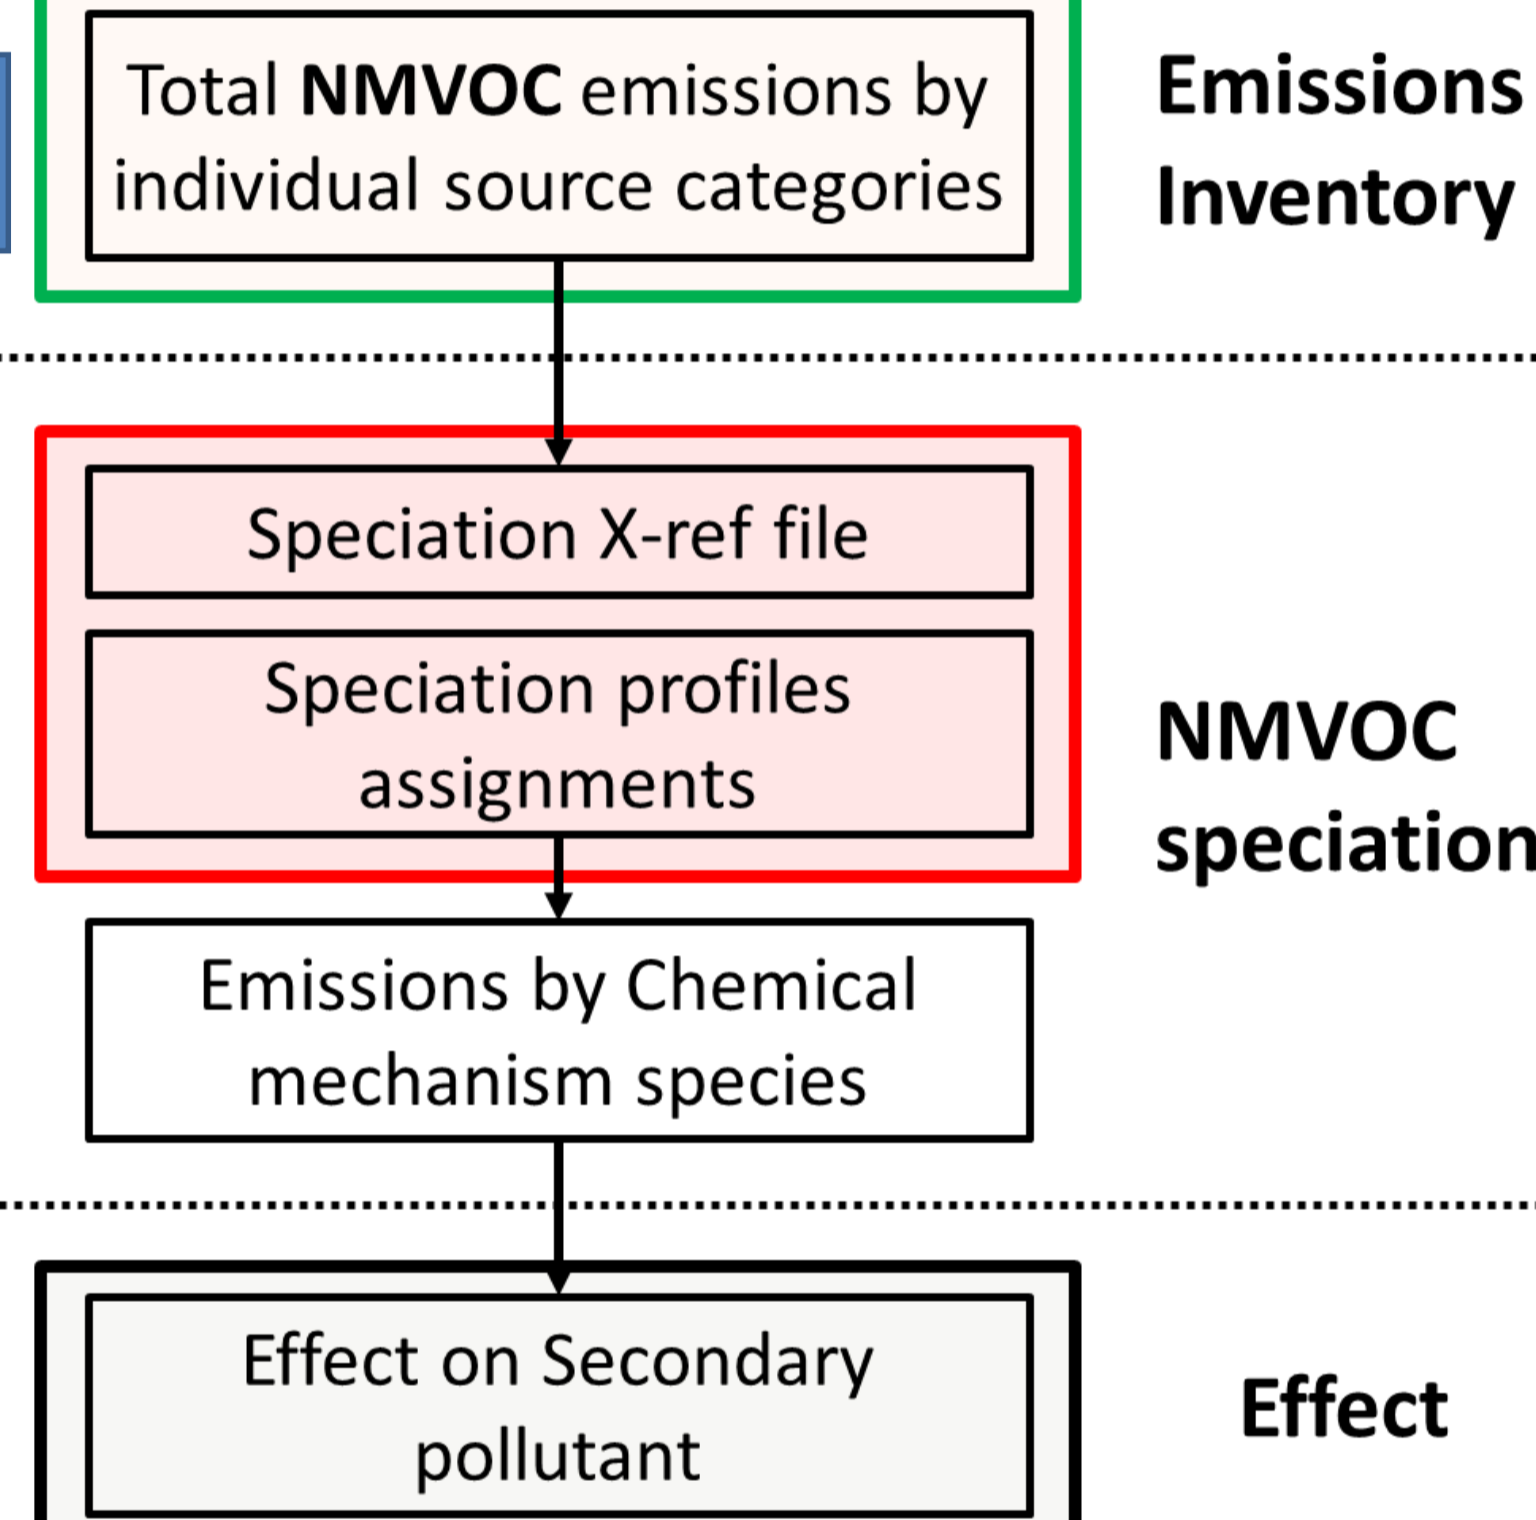 Total NMVOC emissions by
individual source categories
Emissions
Inventory
Speciation X-ref file
Speciation profiles
assignments
NMVOC
speciation
Emissions by Chemical
mechanism species
Effect on Secondary
pollutant
Effect